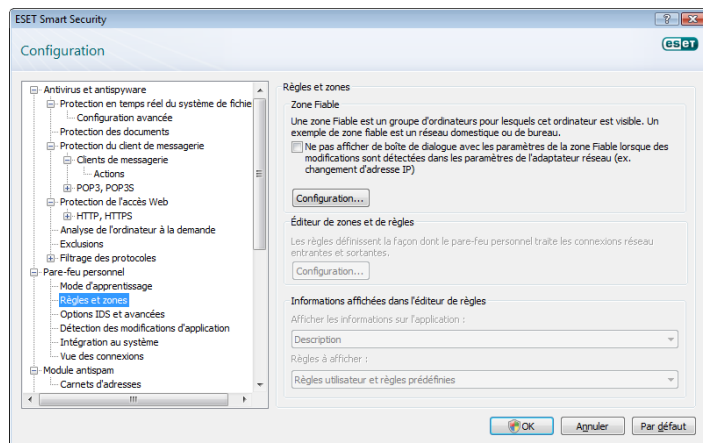 ESET Smart Security
Configuration
eset
Antivirus et antispyware
Protection en temps réel du système de fichie
Configuration avancée
Protection des documents
Protection du client de messagerie
Clients de messagerie
Actions
POP3, POP3S
Protection de l'accès Web
HTTP, HTTPS
Analyse de l'ordinateur à la demande
Exclusions
Filtrage des protocoles
Pare-feu personnel
Mode d'apprentissage
Règles et zones
Options IDS et avancées
Détection des modifications d'application
Intégration au système
Vue des connexions
Module antispam
Carnets d'adresses
Règles et zones
Zone Fiable
Une zone Fiable est un groupe d'ordinateurs pour lesquels cet ordinateur est visible. Un
exemple de zone fiable est un réseau domestique ou de bureau.
Ne pas afficher de boîte de dialogue avec les paramètres de la zone Fiable lorsque des
modifications sont détectées dans les paramètres de l'adaptateur réseau (ex.
changement d'adresse IP)
Configuration...
Éditeur de zones et de règles
Les règles définissent la façon dont le pare-feu personnel traite les connexions réseau
entrantes et sortantes.
Configuration...
Informations affichées dans l'éditeur de règles
Afficher les informations sur l'application :
Description
Règles à afficher :
Règles utilisateur et règles prédéfinies
OK
Annuler
Par défaut